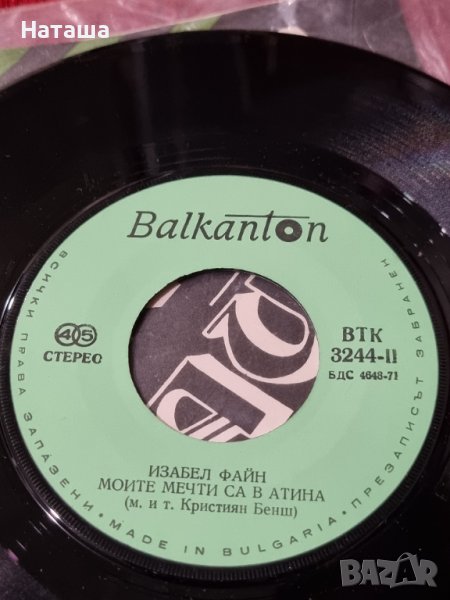 Наташа
Balkanton
45
СТЕРЕО
ВТК
3244-II
БДС 4648-71
ИЗАБЕЛ ФАЙН
МОИТЕ МЕЧТИ СА В АТИНА
(м. и т. Кристиян Бенш)
ВСИЧКИ ПРАВА ЗАПАЗЕНИ • MADE IN BULGARIA • ПРЕЗАПИСЪТ ЗАБРАНЕН
BAZAR